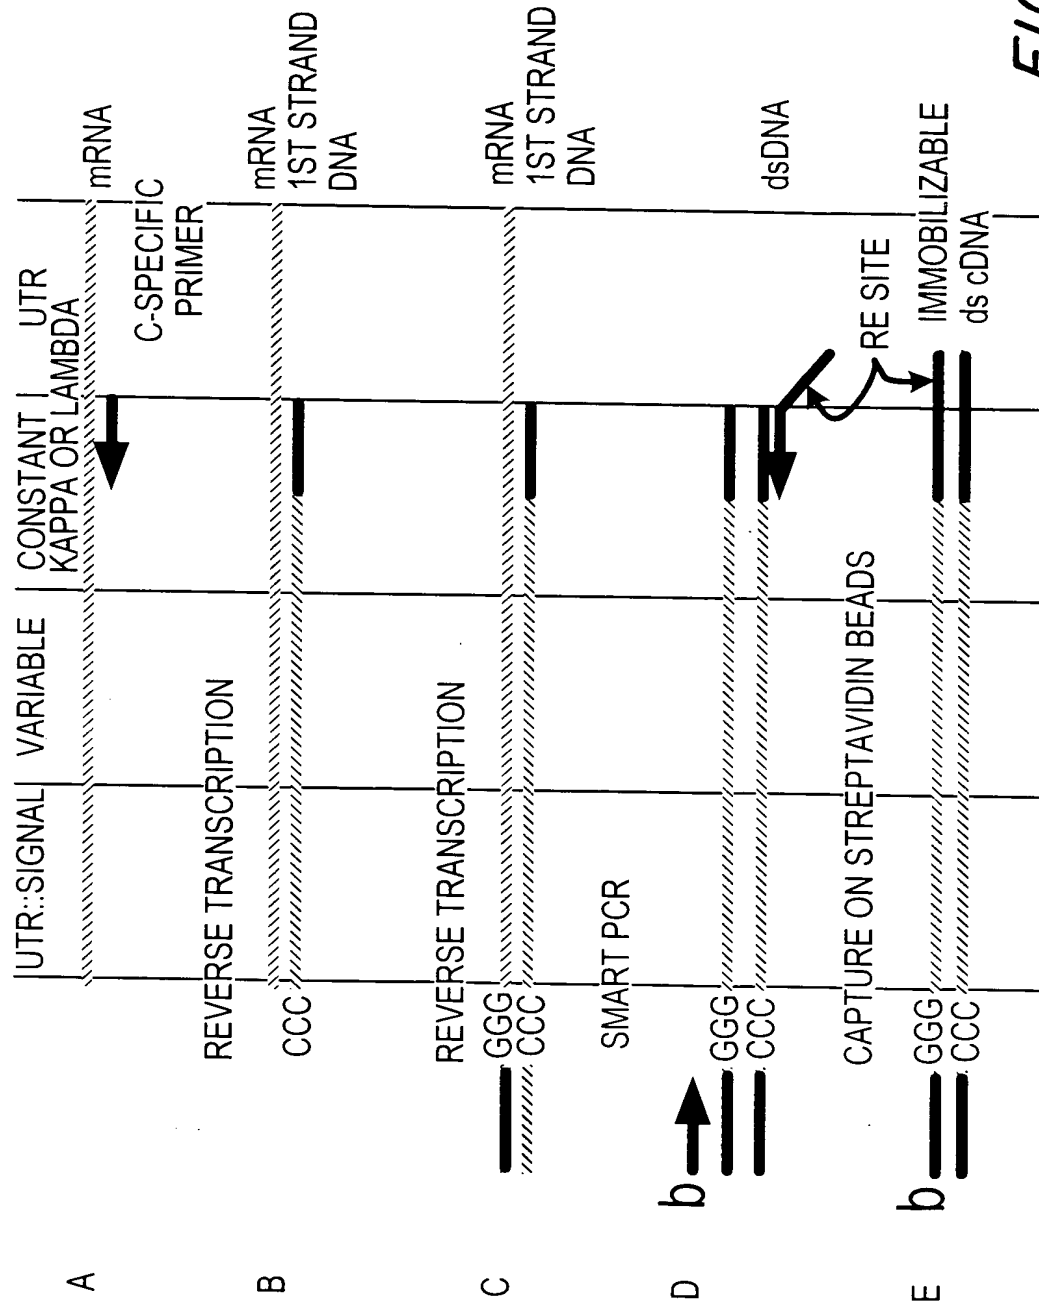 UTR::SIGNAL VARIABLE CONSTANT UTR
KAPPA OR LAMBDA
A
mRNA
C-SPECIFIC
PRIMER
REVERSE TRANSCRIPTION
B
CCC
mRNA
1ST STRAND
DNA
REVERSE TRANSCRIPTION
C
GGG
CCC
mRNA
1ST STRAND
DNA
SMART PCR
D
b
GGG
CCC
dsDNA
RE SITE
CAPTURE ON STREPTAVIDIN BEADS
E
b
GGG
CCC
IMMOBILIZABLE
ds cDNA